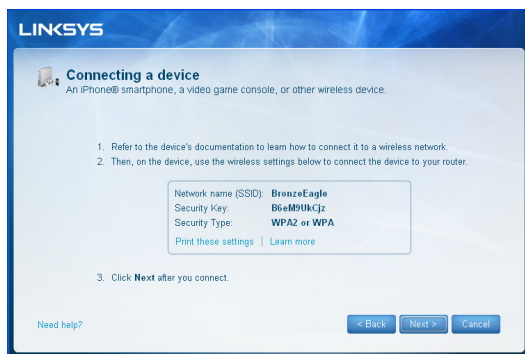 LINKSYS
Connecting a device
An iPhone® smartphone, a video game console, or other wireless device.
1. Refer to the device's documentation to learn how to connect it to a wireless network.
2. Then, on the device, use the wireless settings below to connect the device to your router.
Network name (SSID): BronzeEagle
Security Key: B6eM9UkCjz
Security Type: WPA2 or WPA
Print these settings | Learn more
3. Click Next after you connect.
Need help?
< Back Next > Cancel